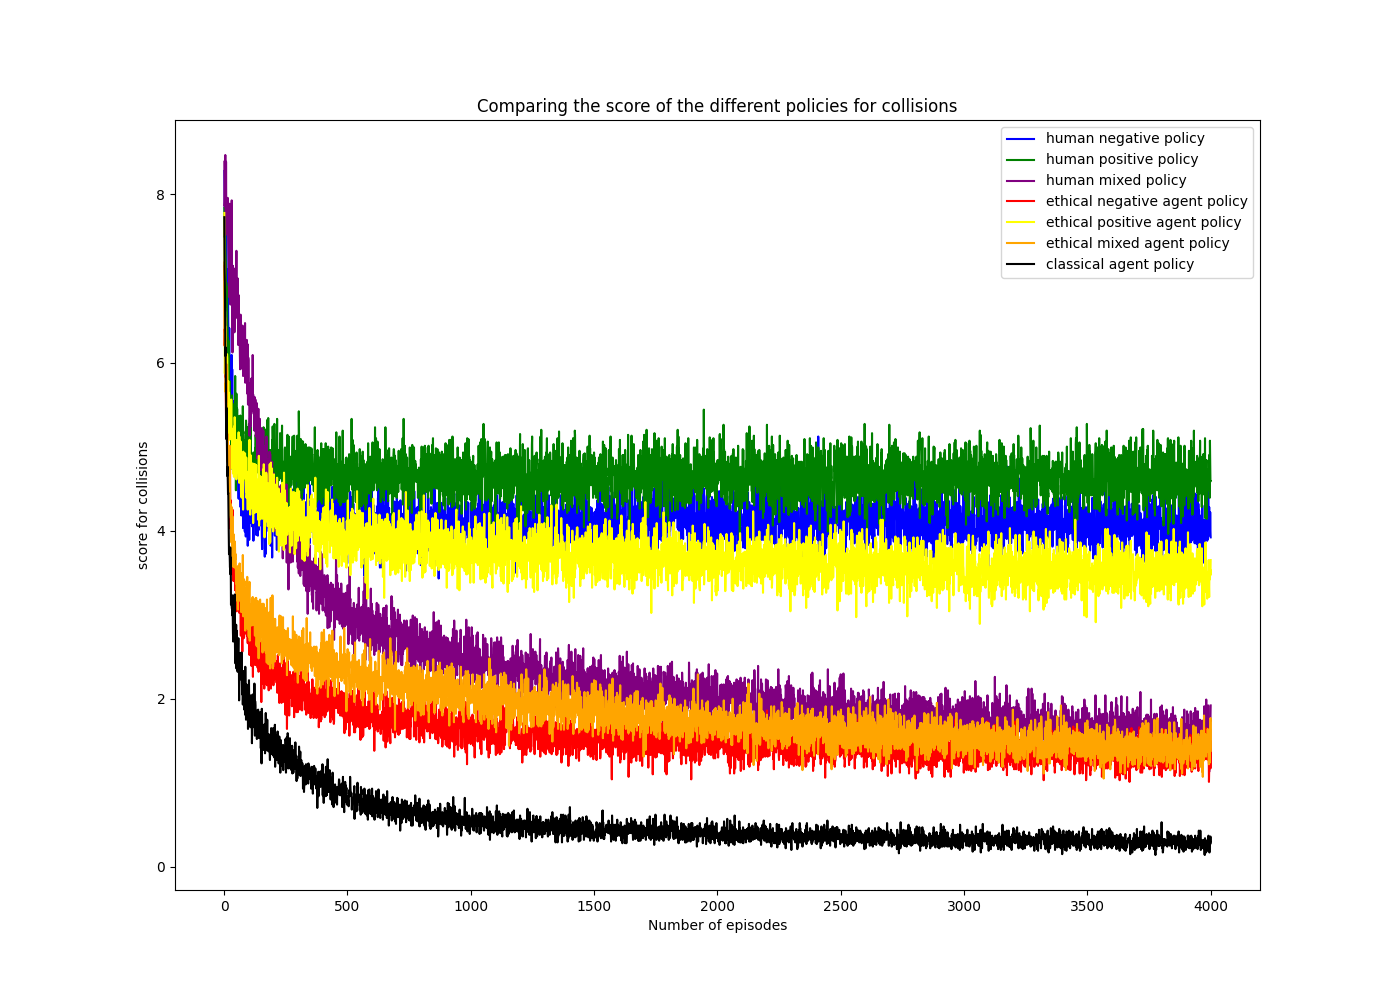 Comparing the score of the different policies for collisions
human negative policy
human positive policy
human mixed policy
ethical negative agent policy
ethical positive agent policy
ethical mixed agent policy
classical agent policy
score for collisions
8
6
4
2
0
0 500 1000 1500 2000 2500 3000 3500 4000
Number of episodes